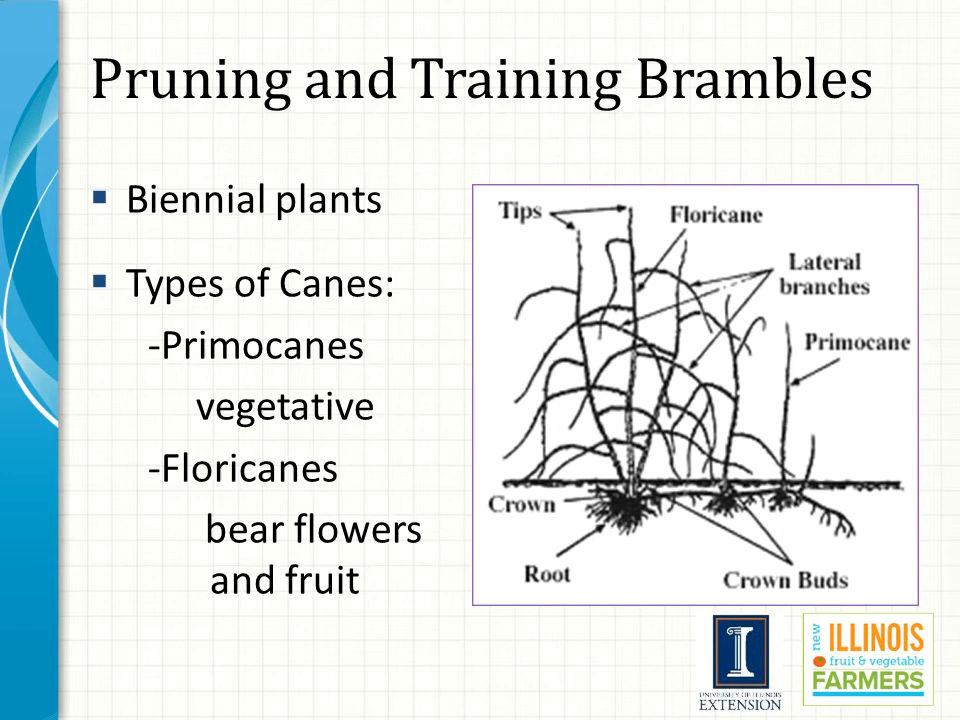 Pruning and Training Brambles
Biennial plants
Types of Canes:
-Primocanes
vegetative
-Floricanes
bear flowers
and fruit
Tips
Floricane
Lateral
branches
Primocane
Crown
Root
Crown Buds
I
UNIVERSITY OF ILLINOIS
EXTENSION
new
ILLINOIS
fruit & vegetable
FARMERS